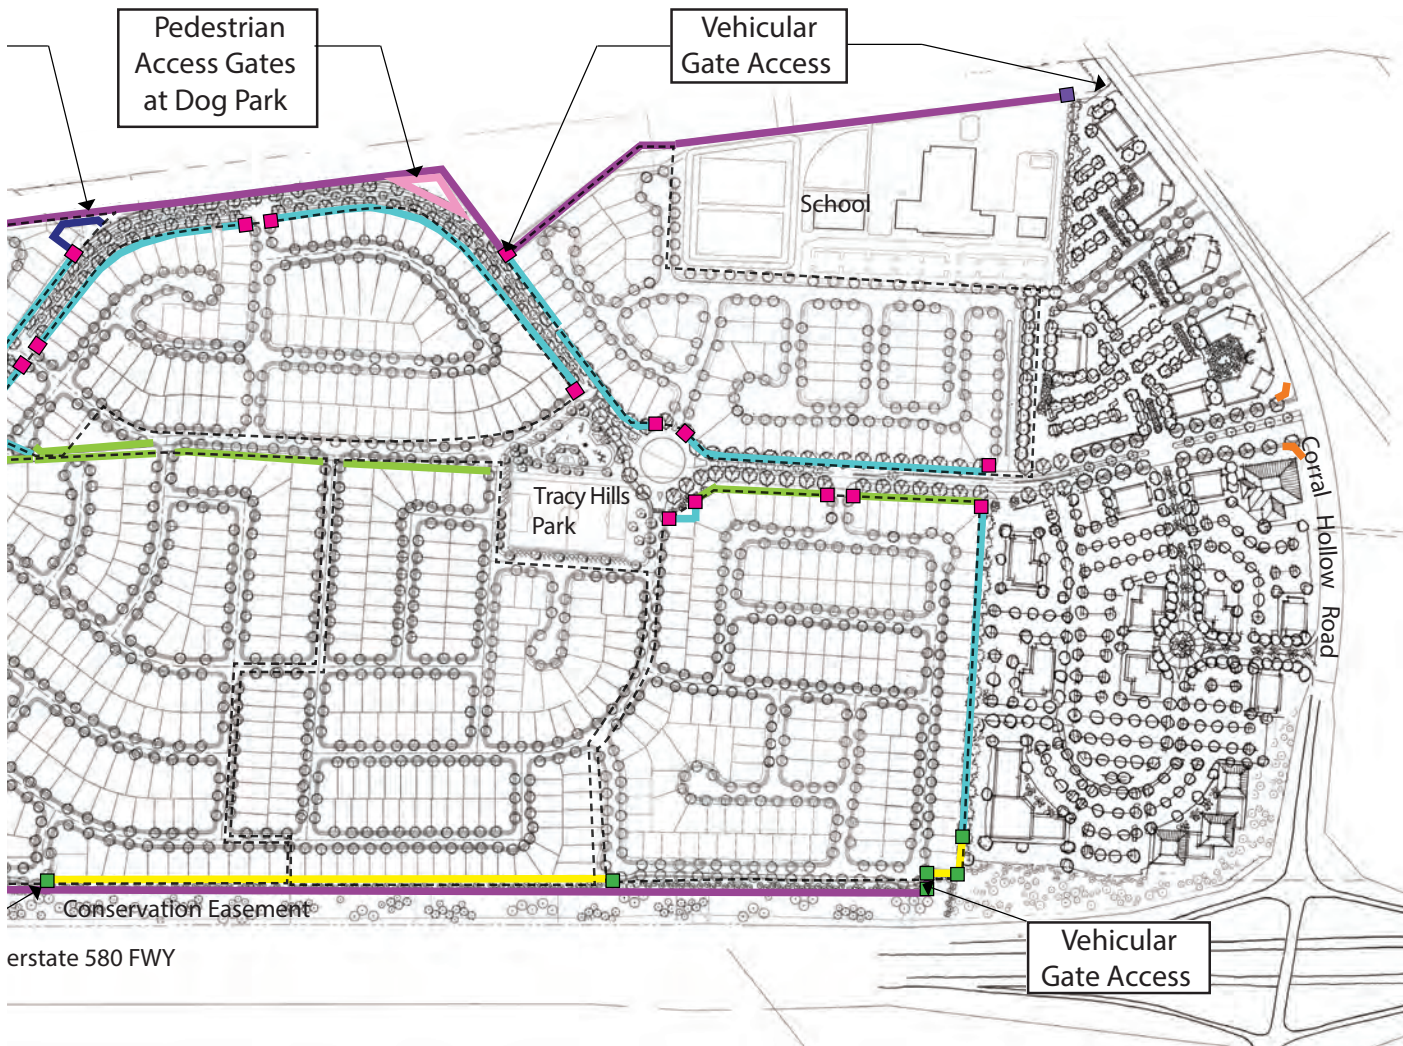 Pedestrian
Access Gates
at Dog Park
Vehicular
Gate Access
School
Tracy Hills
Park
Corral Hollow Road
Conservation Easement
erstate 580 FWY
Vehicular
Gate Access